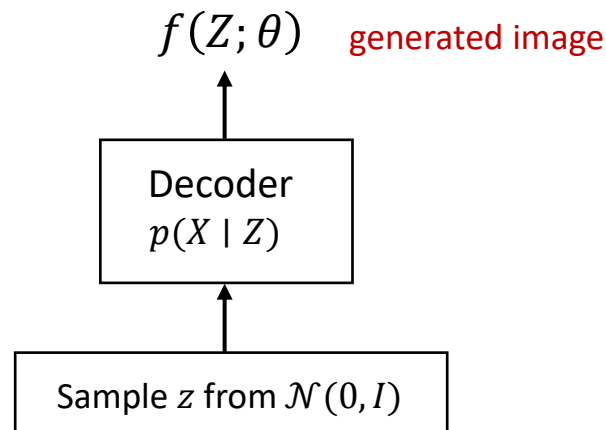 f(Z; θ) generated image
Decoder
p(X | Z)
Sample z from 𝒩(0, I)